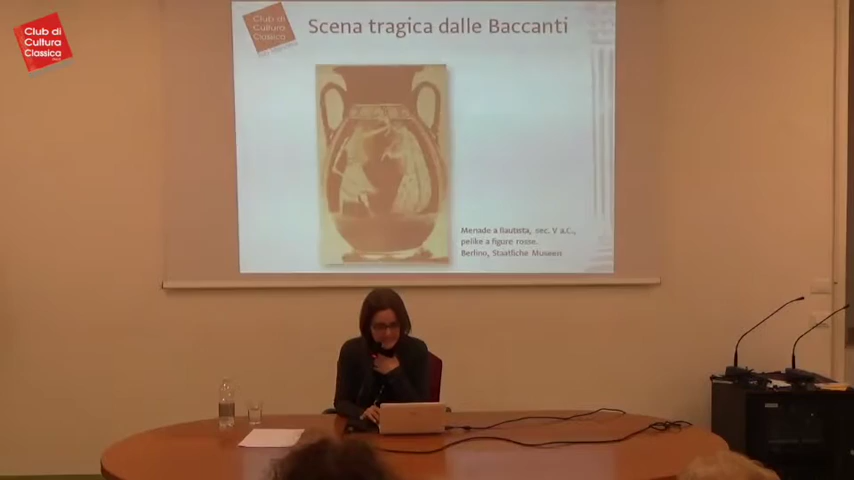 Club di
Cultura
Classica
Club di
Cultura
Classica
Scena tragica dalle Baccanti
Menade a flautista, sec. V a.C.,
pelike a figure rosse.
Berlino, Staatliche Museen